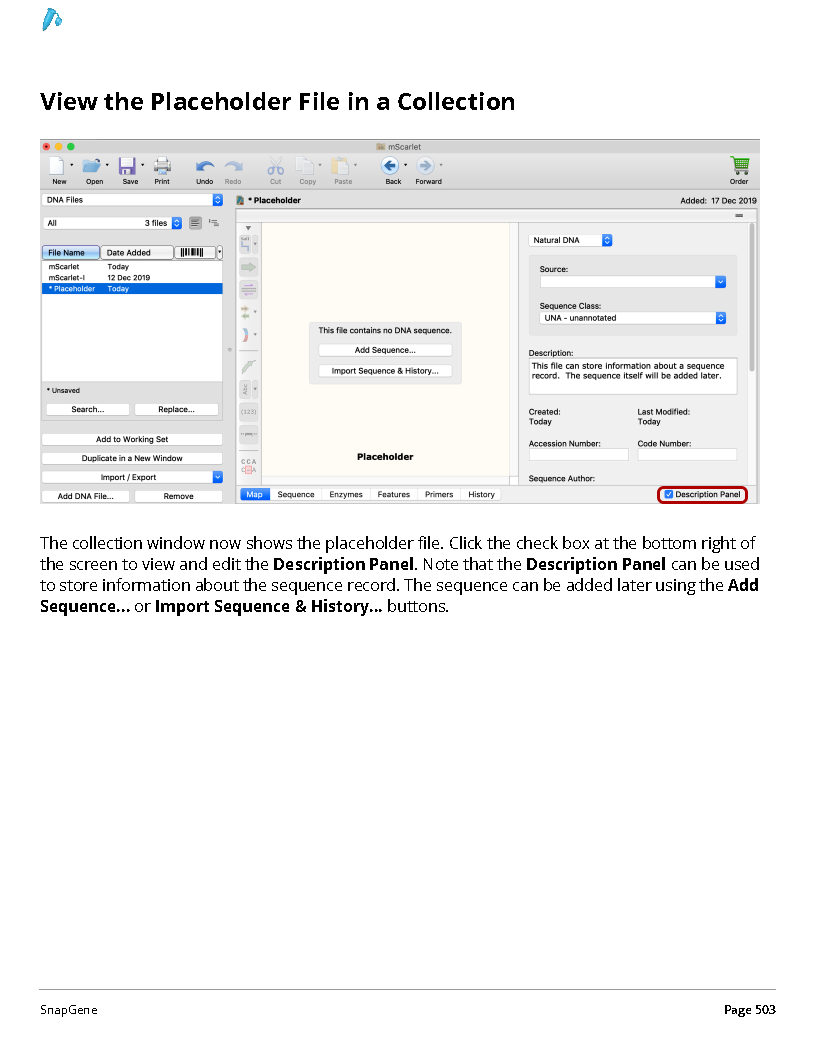 View the Placeholder File in a Collection
mScarlet
New Open Save Print Undo Redo Cut Copy Paste Back Forward Order
DNA Files
* Placeholder
Added: 17 Dec 2019
All 3 files
File Name Date Added
mScarlet Today
mScarlet-I 12 Dec 2019
* Placeholder Today
* Unsaved
Search... Replace...
Add to Working Set
Duplicate in a New Window
Import / Export
Add DNA File... Remove
Abc
(123)
CCA
This file contains no DNA sequence.
Add Sequence...
Import Sequence & History...
Placeholder
Map Sequence Enzymes Features Primers History
Natural DNA
Source:
Sequence Class:
UNA - unannotated
Description:
This file can store information about a sequence
record. The sequence itself will be added later.
Created: Last Modified:
Today Today
Accession Number: Code Number:
Sequence Author:
Description Panel
The collection window now shows the placeholder file. Click the check box at the bottom right of
the screen to view and edit the Description Panel. Note that the Description Panel can be used
to store information about the sequence record. The sequence can be added later using the Add
Sequence... or Import Sequence & History... buttons.
SnapGene Page 503